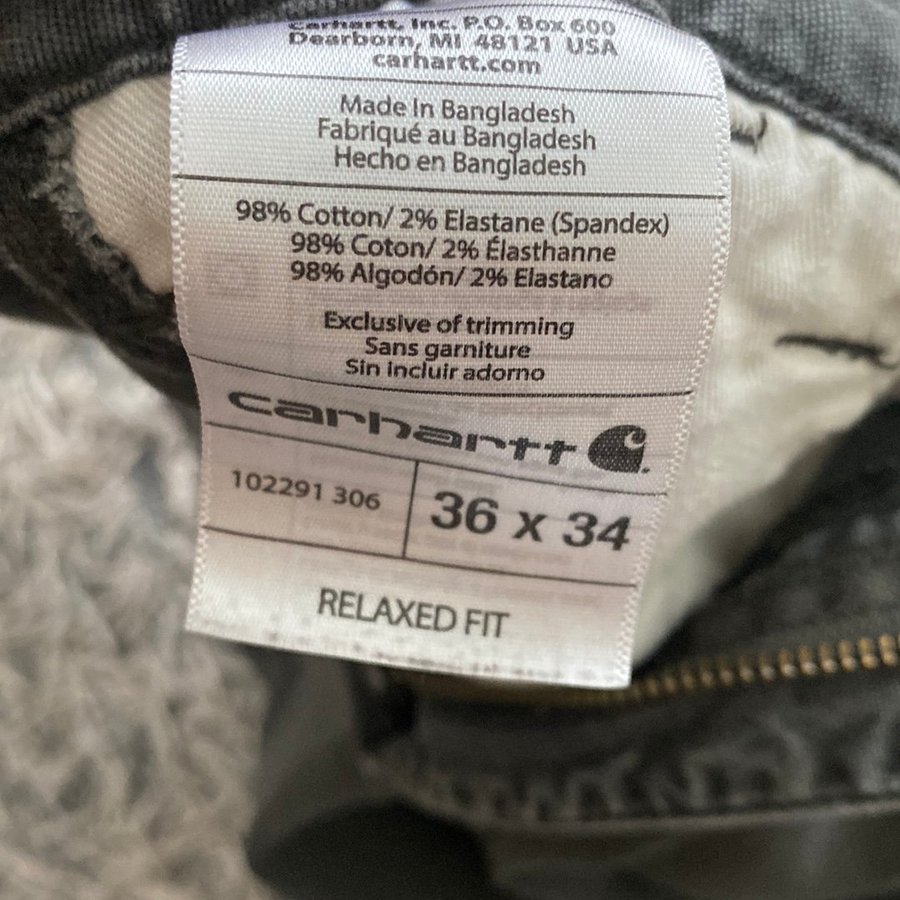 Carhartt, Inc. P.O. Box 600
Dearborn, MI 48121 USA
carhartt.com
Made In Bangladesh
Fabriqué au Bangladesh
Hecho en Bangladesh
98% Cotton/ 2% Elastane (Spandex)
98% Coton/ 2% Élasthanne
98% Algodón/ 2% Elastano
Exclusive of trimming
Sans garniture
Sin incluir adorno
carhartt
102291 306
36 x 34
RELAXED FIT